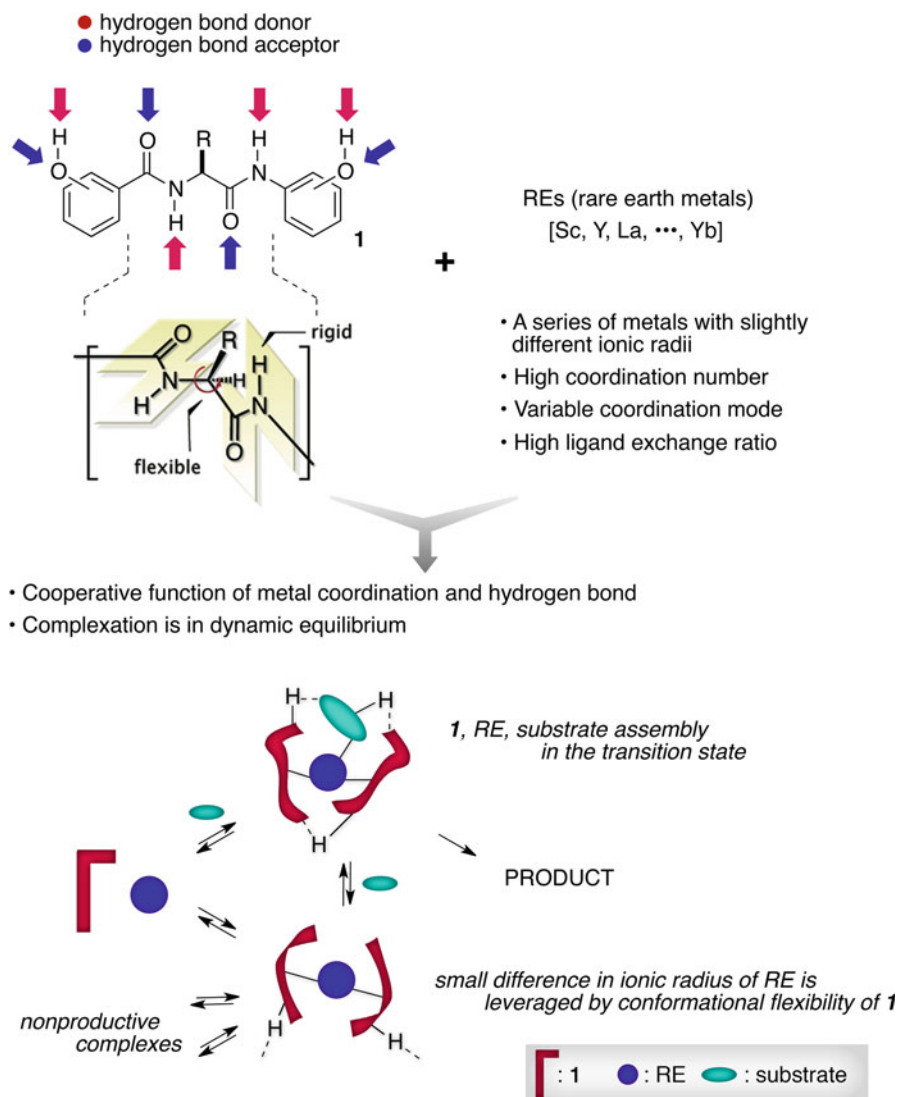 hydrogen bond donor
hydrogen bond acceptor
H
O
O
R
H
N
H
O
N
H
O
1
+
REs (rare earth metals)
[Sc, Y, La, •••, Yb]
O
R
rigid
H
N
H
H
N
O
flexible
• A series of metals with slightly
different ionic radii
• High coordination number
• Variable coordination mode
• High ligand exchange ratio
• Cooperative function of metal coordination and hydrogen bond
• Complexation is in dynamic equilibrium
H
H
H
1, RE, substrate assembly
in the transition state
PRODUCT
H
H
small difference in ionic radius of RE is
leveraged by conformational flexibility of 1
nonproductive
complexes
: 1 : RE : substrate